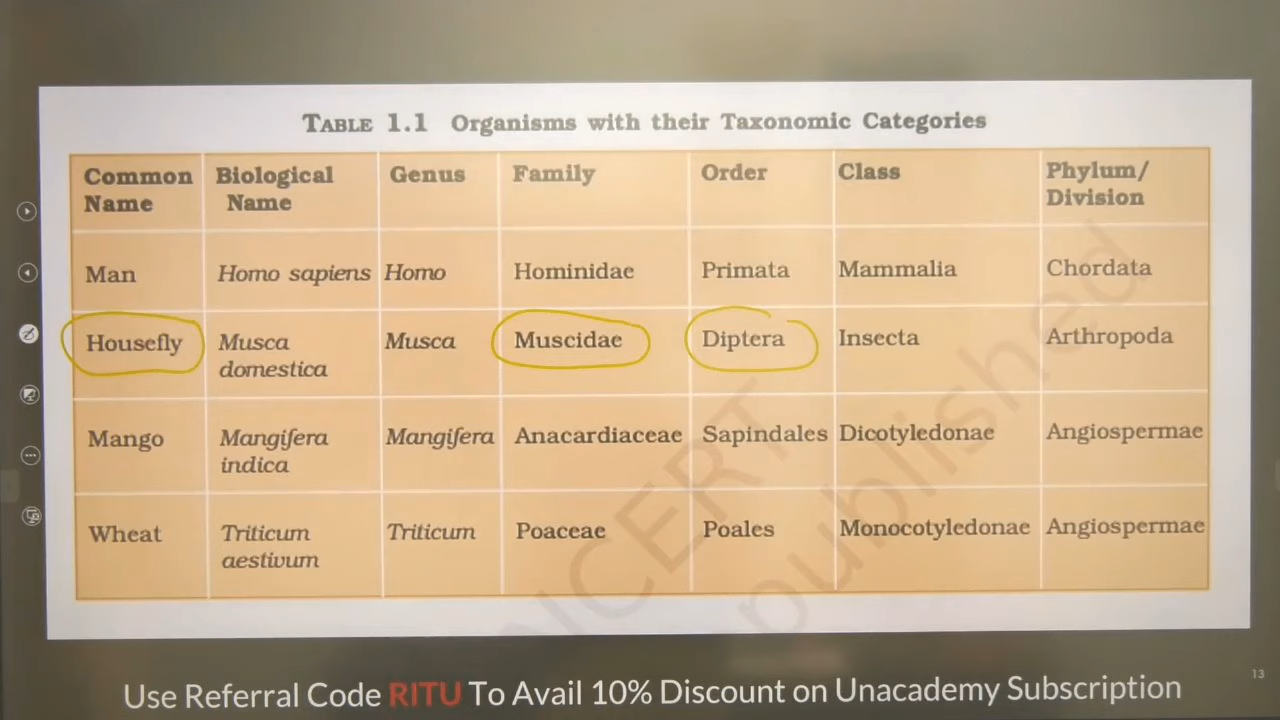 TABLE 1.1 Organisms with their Taxonomic Categories
Common Name Biological Name Genus Family Order Class Phylum/ Division
Man Homo sapiens Homo Hominidae Primata Mammalia Chordata
Housefly Musca domestica Musca Muscidae Diptera Insecta Arthropoda
Mango Mangifera indica Mangifera Anacardiaceae Sapindales Dicotyledonae Angiospermae
Wheat Triticum aestivum Triticum Poaceae Poales Monocotyledonae Angiospermae
NCERT
published
13
Use Referral Code RITU To Avail 10% Discount on Unacademy Subscription